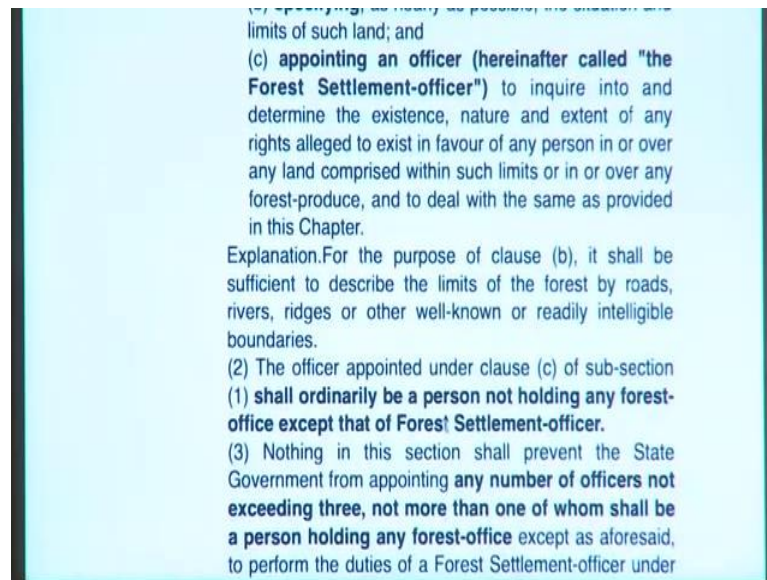 limits of such land; and
(c) appointing an officer (hereinafter called "the
Forest Settlement-officer") to inquire into and
determine the existence, nature and extent of any
rights alleged to exist in favour of any person in or over
any land comprised within such limits or in or over any
forest-produce, and to deal with the same as provided
in this Chapter.
Explanation.For the purpose of clause (b), it shall be
sufficient to describe the limits of the forest by roads,
rivers, ridges or other well-known or readily intelligible
boundaries.
(2) The officer appointed under clause (c) of sub-section
(1) shall ordinarily be a person not holding any forest-
office except that of Forest Settlement-officer.
(3) Nothing in this section shall prevent the State
Government from appointing any number of officers not
exceeding three, not more than one of whom shall be
a person holding any forest-office except as aforesaid,
to perform the duties of a Forest Settlement-officer under